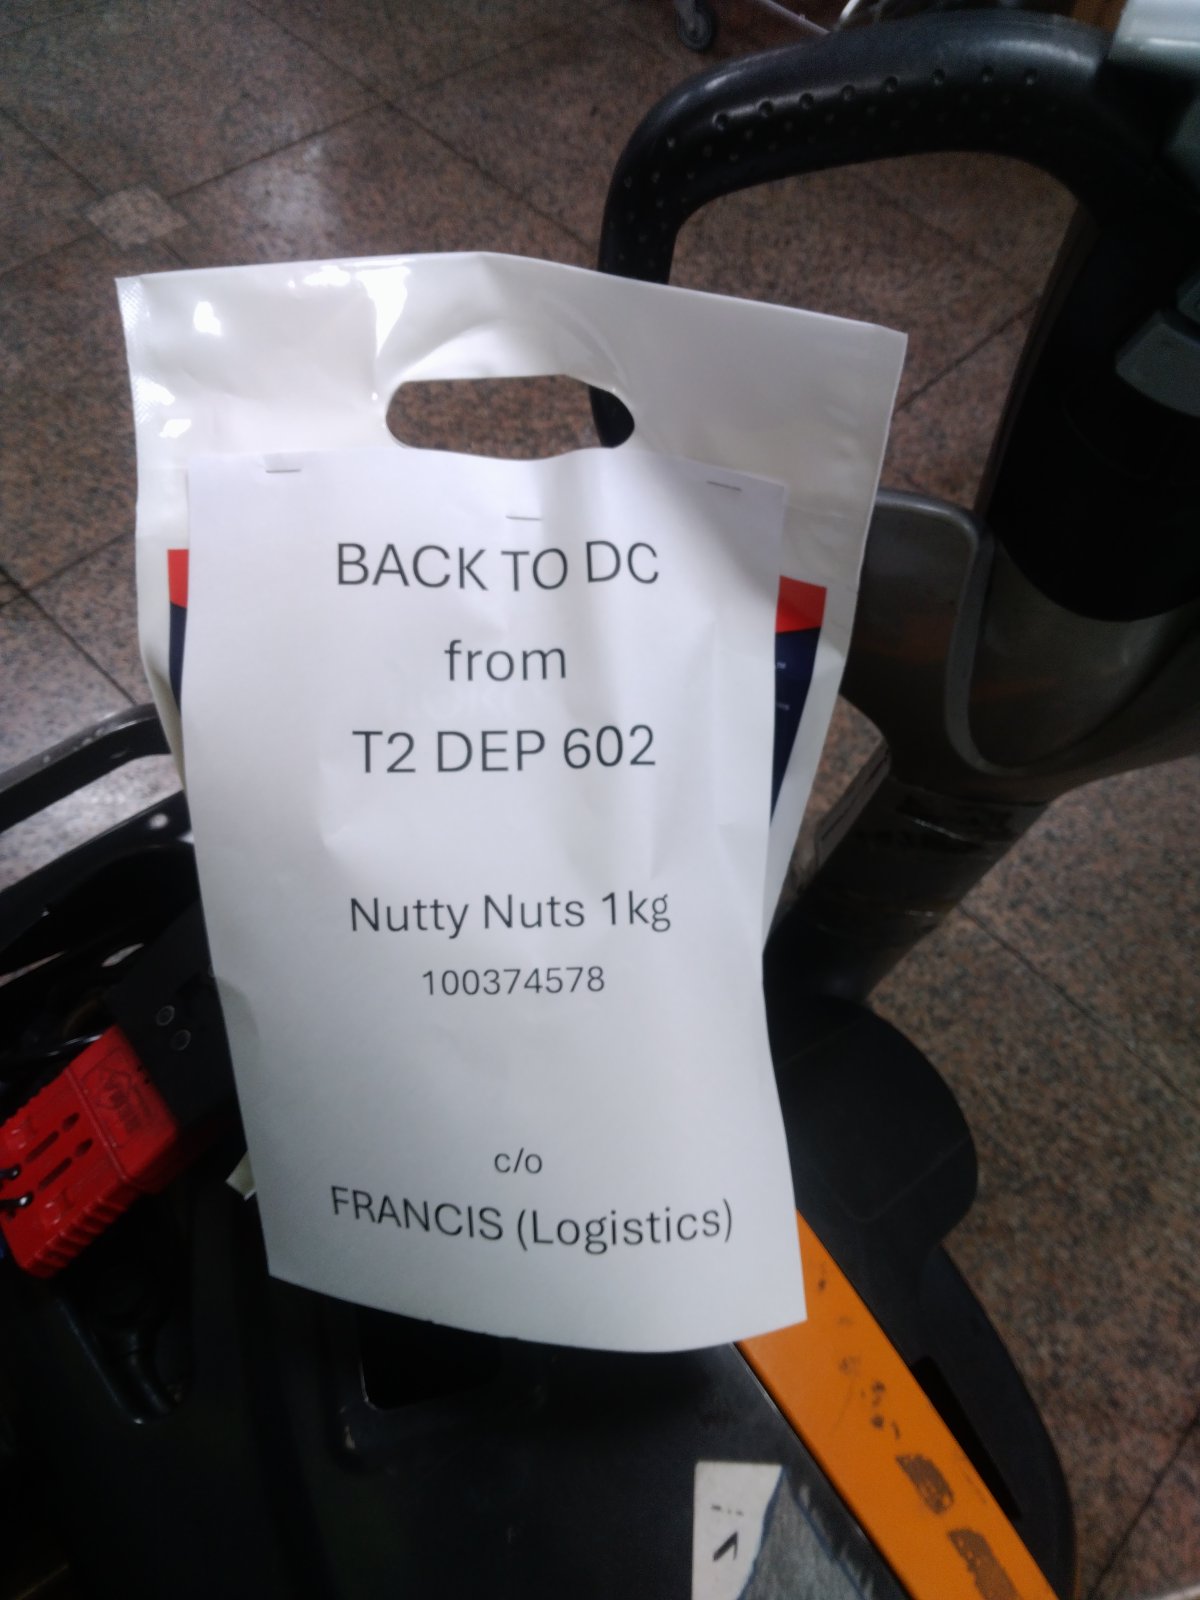 BACK TO DC
from
T2 DEP 602
Nutty Nuts 1kg
100374578
c/o
FRANCIS (Logistics)